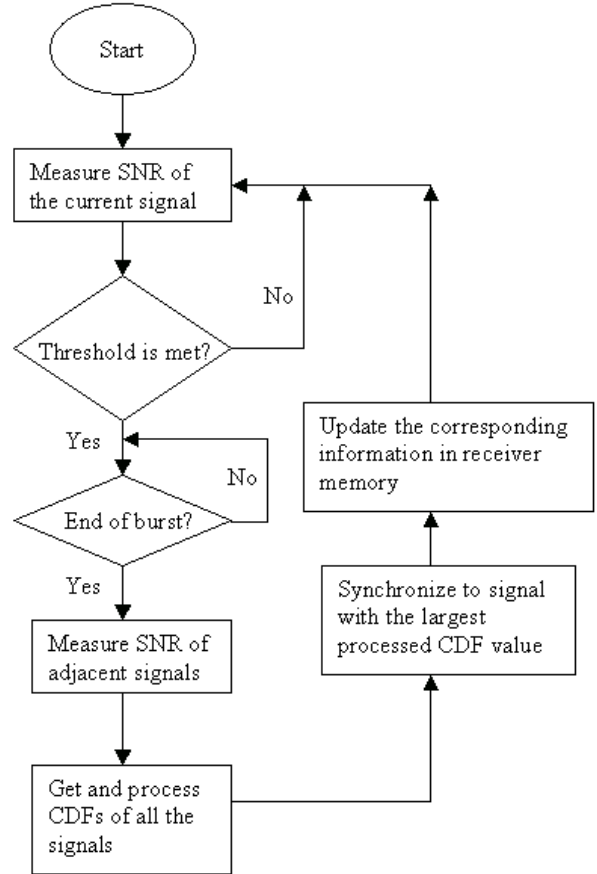 Start
Measure SNR of
the current signal
No
Threshold is met?
Yes
No
End of burst?
Yes
Measure SNR of
adjacent signals
Get and process
CDFs of all the
signals
Synchronize to signal
with the largest
processed CDF value
Update the corresponding
information in receiver
memory